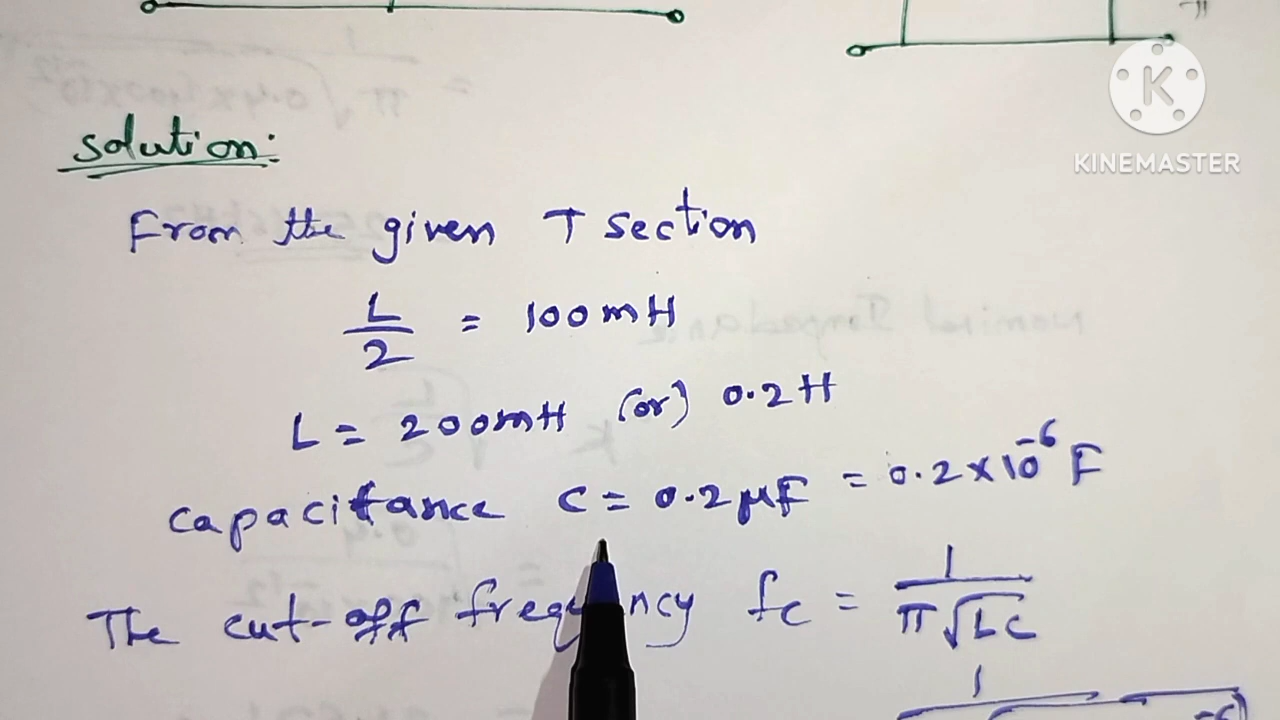 K
KINEMASTER
solution:
From the given T section
L/2 = 100mH
L = 200mH (or) 0.2H
capacitance C = 0.2μF = 0.2×10⁻⁶ F
The cut-off frequency fc = 1/π√LC
1